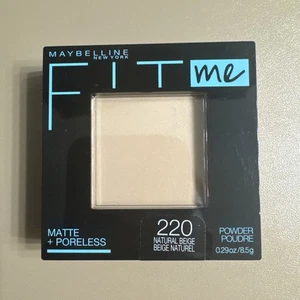 MAYBELLINE
NEW YORK
FIT me
MATTE
+ PORELESS
220
NATURAL BEIGE
BEIGE NATUREL
POWDER
POUDRE
0.29oz/8.5g